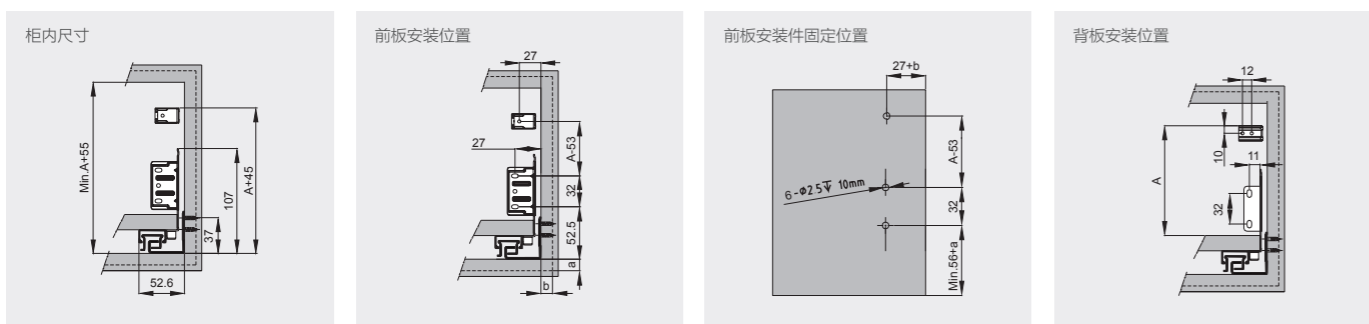 柜内尺寸
Min.A+55
107
A+45
37
52.6
前板安装位置
27
27
A-53
32
52.5
a
b
前板安装件固定位置
27+b
A-53
6-Φ2.5↧ 10mm
32
Min.56+a
背板安装位置
12
10
11
A
32